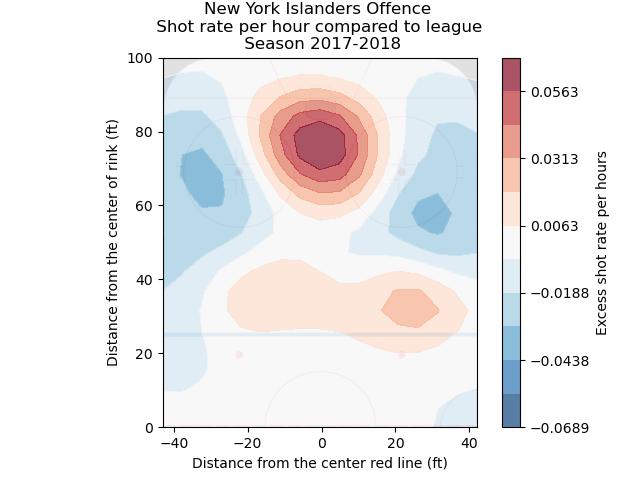 New York Islanders Offence
Shot rate per hour compared to league
Season 2017-2018
100
80
60
40
20
0
−40
−20
0
20
40
Distance from the center of rink (ft)
Distance from the center red line (ft)
0.0563
0.0313
0.0063
−0.0188
−0.0438
−0.0689
Excess shot rate per hours